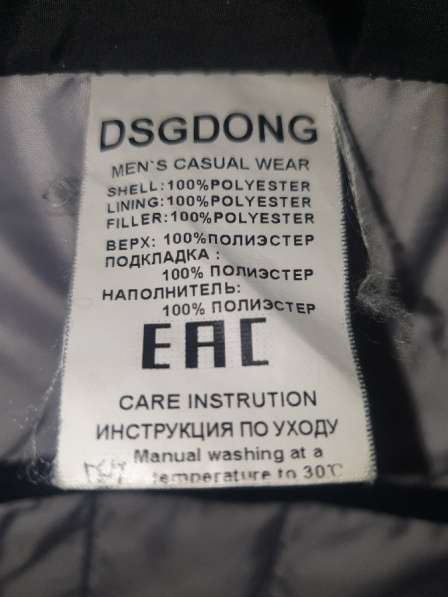 DSGDONG
MEN`S CASUAL WEAR
SHELL:100%POLYESTER
LINING:100%POLYESTER
FILLER:100%POLYESTER
ВЕРХ: 100%ПОЛИЭСТЕР
ПОДКЛАДКА :
100% ПОЛИЭСТЕР
НАПОЛНИТЕЛЬ:
100% ПОЛИЭСТЕР
EAC
CARE INSTRUTION
ИНСТРУКЦИЯ ПО УХОДУ
Manual washing at a
temperature to 30℃